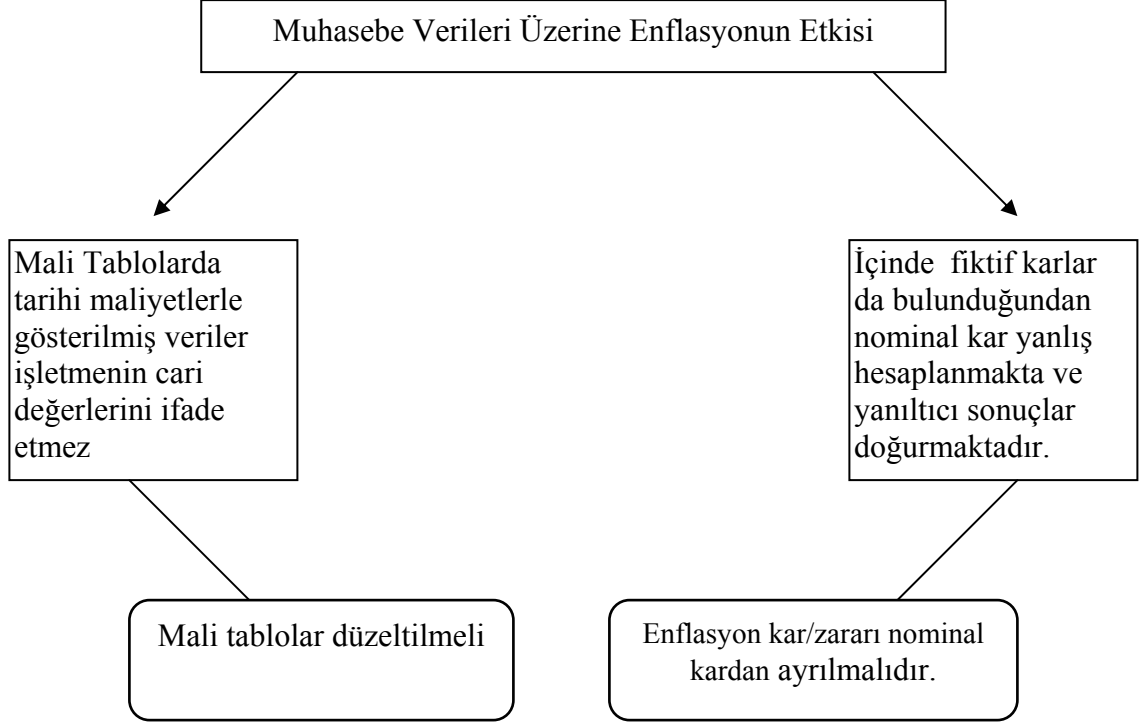 Muhasebe Verileri Üzerine Enflasyonun Etkisi
Mali Tablolarda
tarihi maliyetlerle
gösterilmiş veriler
işletmenin cari
değerlerini ifade
etmez
İçinde fiktif karlar
da bulunduğundan
nominal kar yanlış
hesaplanmakta ve
yanıltıcı sonuçlar
doğurmaktadır.
Mali tablolar düzeltilmeli
Enflasyon kar/zararı nominal
kardan ayrılmalıdır.